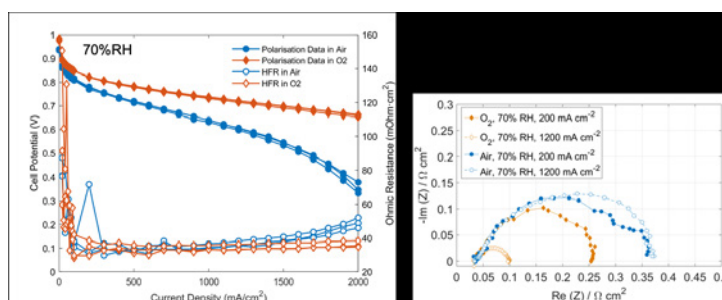 70%RH
Polarisation Data in Air
Polarisation Data in O2
HFR in Air
HFR in O2
Cell Potential (V)
1
0.9
0.8
0.7
0.6
0.5
0.4
0.3
0.2
0.1
0
160
140
120
100
80
60
40
20
Ohmic Resistance (mOhm·cm²)
0 500 1000 1500 2000
Current Density (mA/cm²)
O₂, 70% RH, 200 mA cm⁻²
O₂, 70% RH, 1200 mA cm⁻²
Air, 70% RH, 200 mA cm⁻²
Air, 70% RH, 1200 mA cm⁻²
-Im (Z) / Ω cm²
0.3
0.25
0.2
0.15
0.1
0.05
0
0 0.05 0.1 0.15 0.2 0.25 0.3 0.35 0.4 0.45 0.5
Re (Z) / Ω cm²